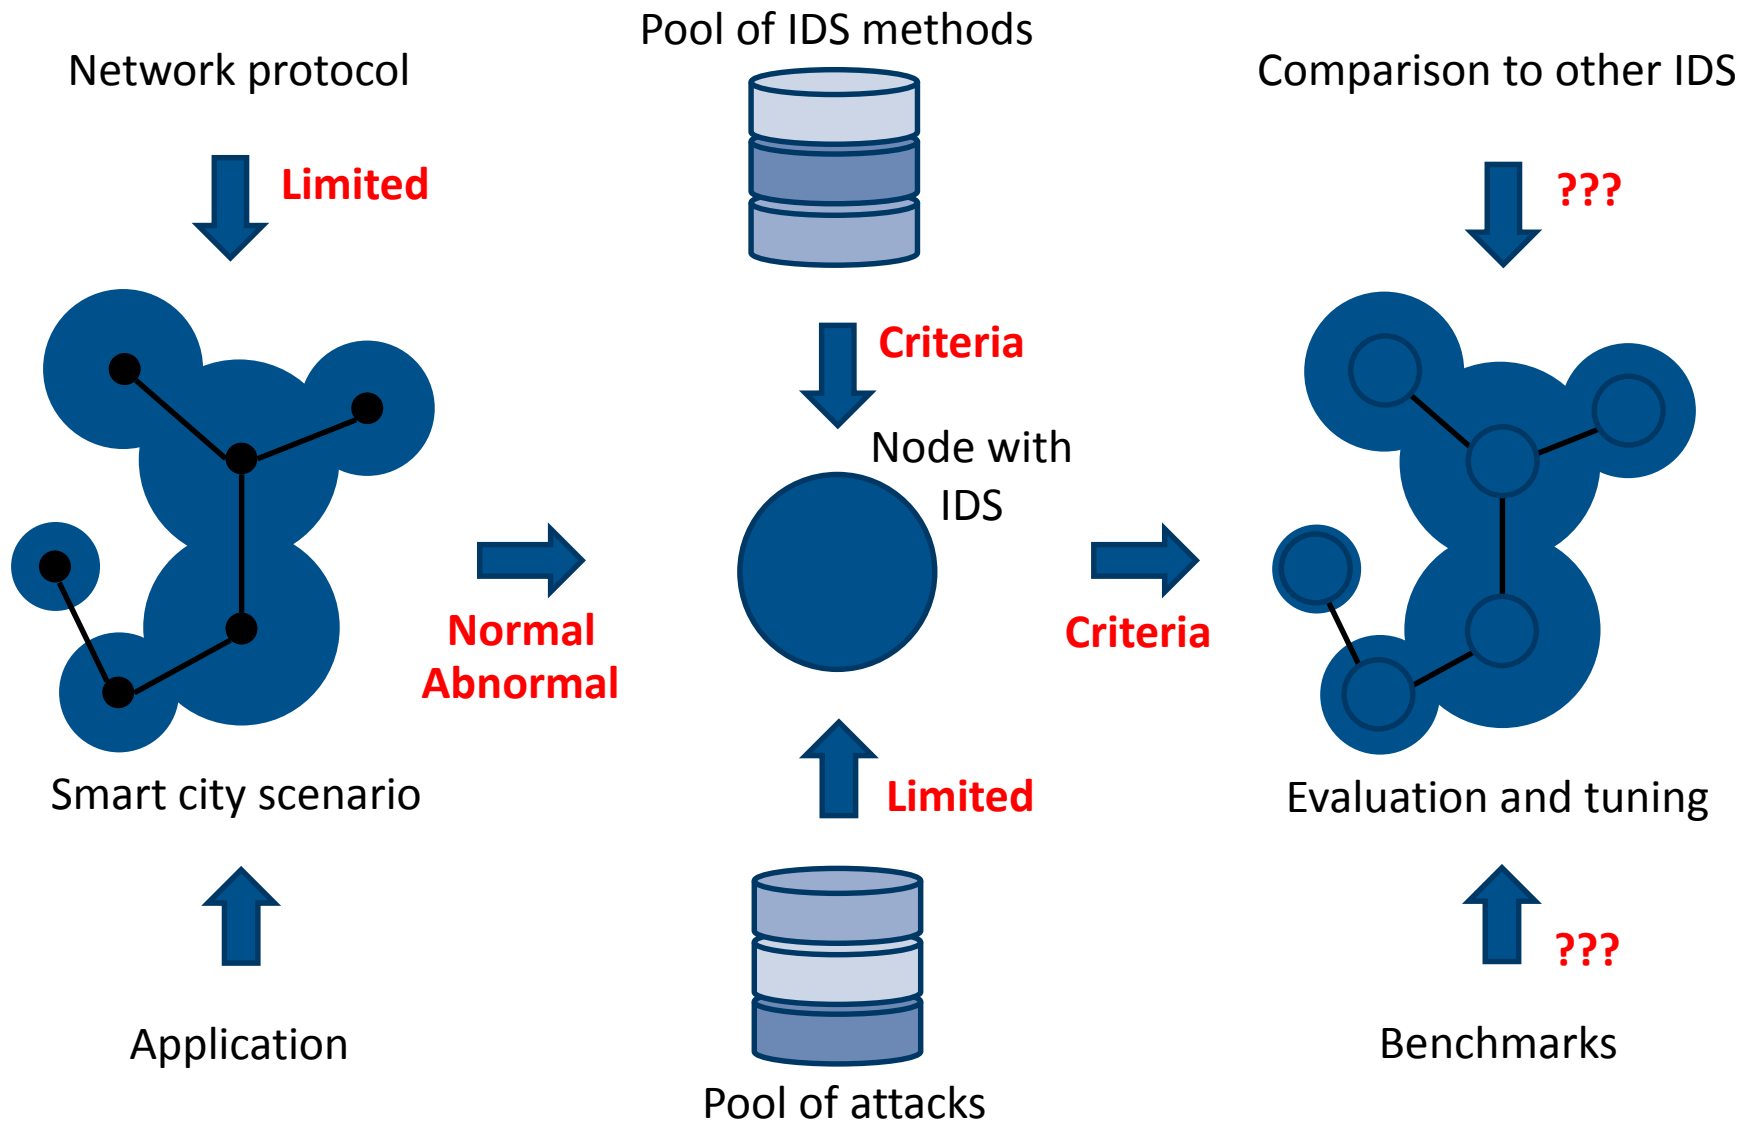 Network protocol
Limited
Smart city scenario
Application
Normal
Abnormal
Pool of IDS methods
Criteria
Node with
IDS
Limited
Pool of attacks
Criteria
Comparison to other IDS
???
Evaluation and tuning
???
Benchmarks